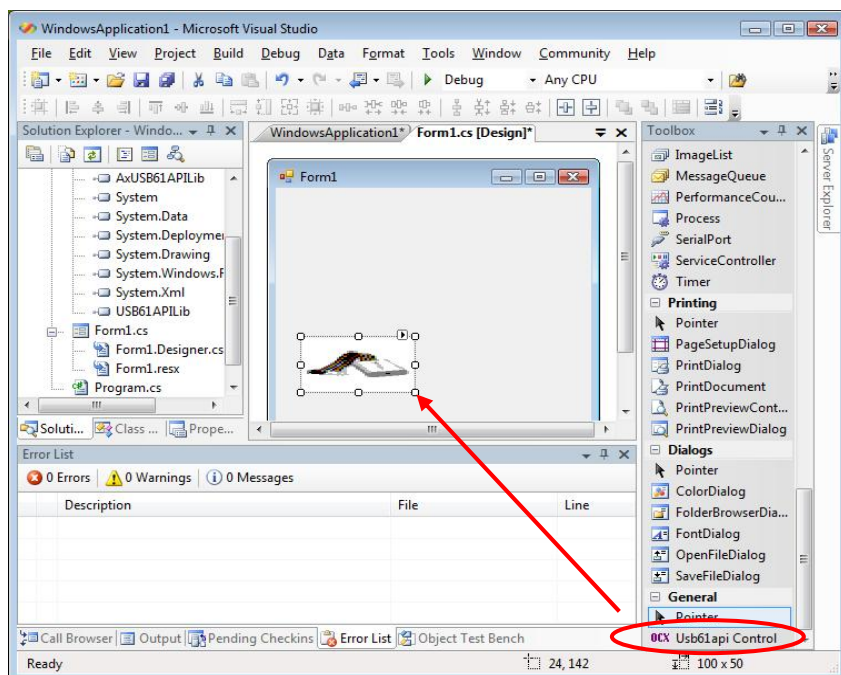 WindowsApplication1 - Microsoft Visual Studio
File Edit View Project Build Debug Data Format Tools Window Community Help
Debug Any CPU
Solution Explorer - Windo...
AxUSB61APILib
System
System.Data
System.Deployme
System.Drawing
System.Windows.F
System.Xml
USB61APILib
Form1.cs
Form1.Designer.cs
Form1.resx
Program.cs
Soluti... Class ... Prope...
WindowsApplication1* Form1.cs [Design]*
Form1
Toolbox
ImageList
MessageQueue
PerformanceCou...
Process
SerialPort
ServiceController
Timer
Printing
Pointer
PageSetupDialog
PrintDialog
PrintDocument
PrintPreviewCont...
PrintPreviewDialog
Dialogs
Pointer
ColorDialog
FolderBrowserDia...
FontDialog
OpenFileDialog
SaveFileDialog
General
Pointer
OCX Usb61api Control
Server Explorer
Error List
0 Errors 0 Warnings 0 Messages
Description File Line
Call Browser Output Pending Checkins Error List Object Test Bench
Ready 24, 142 100 x 50